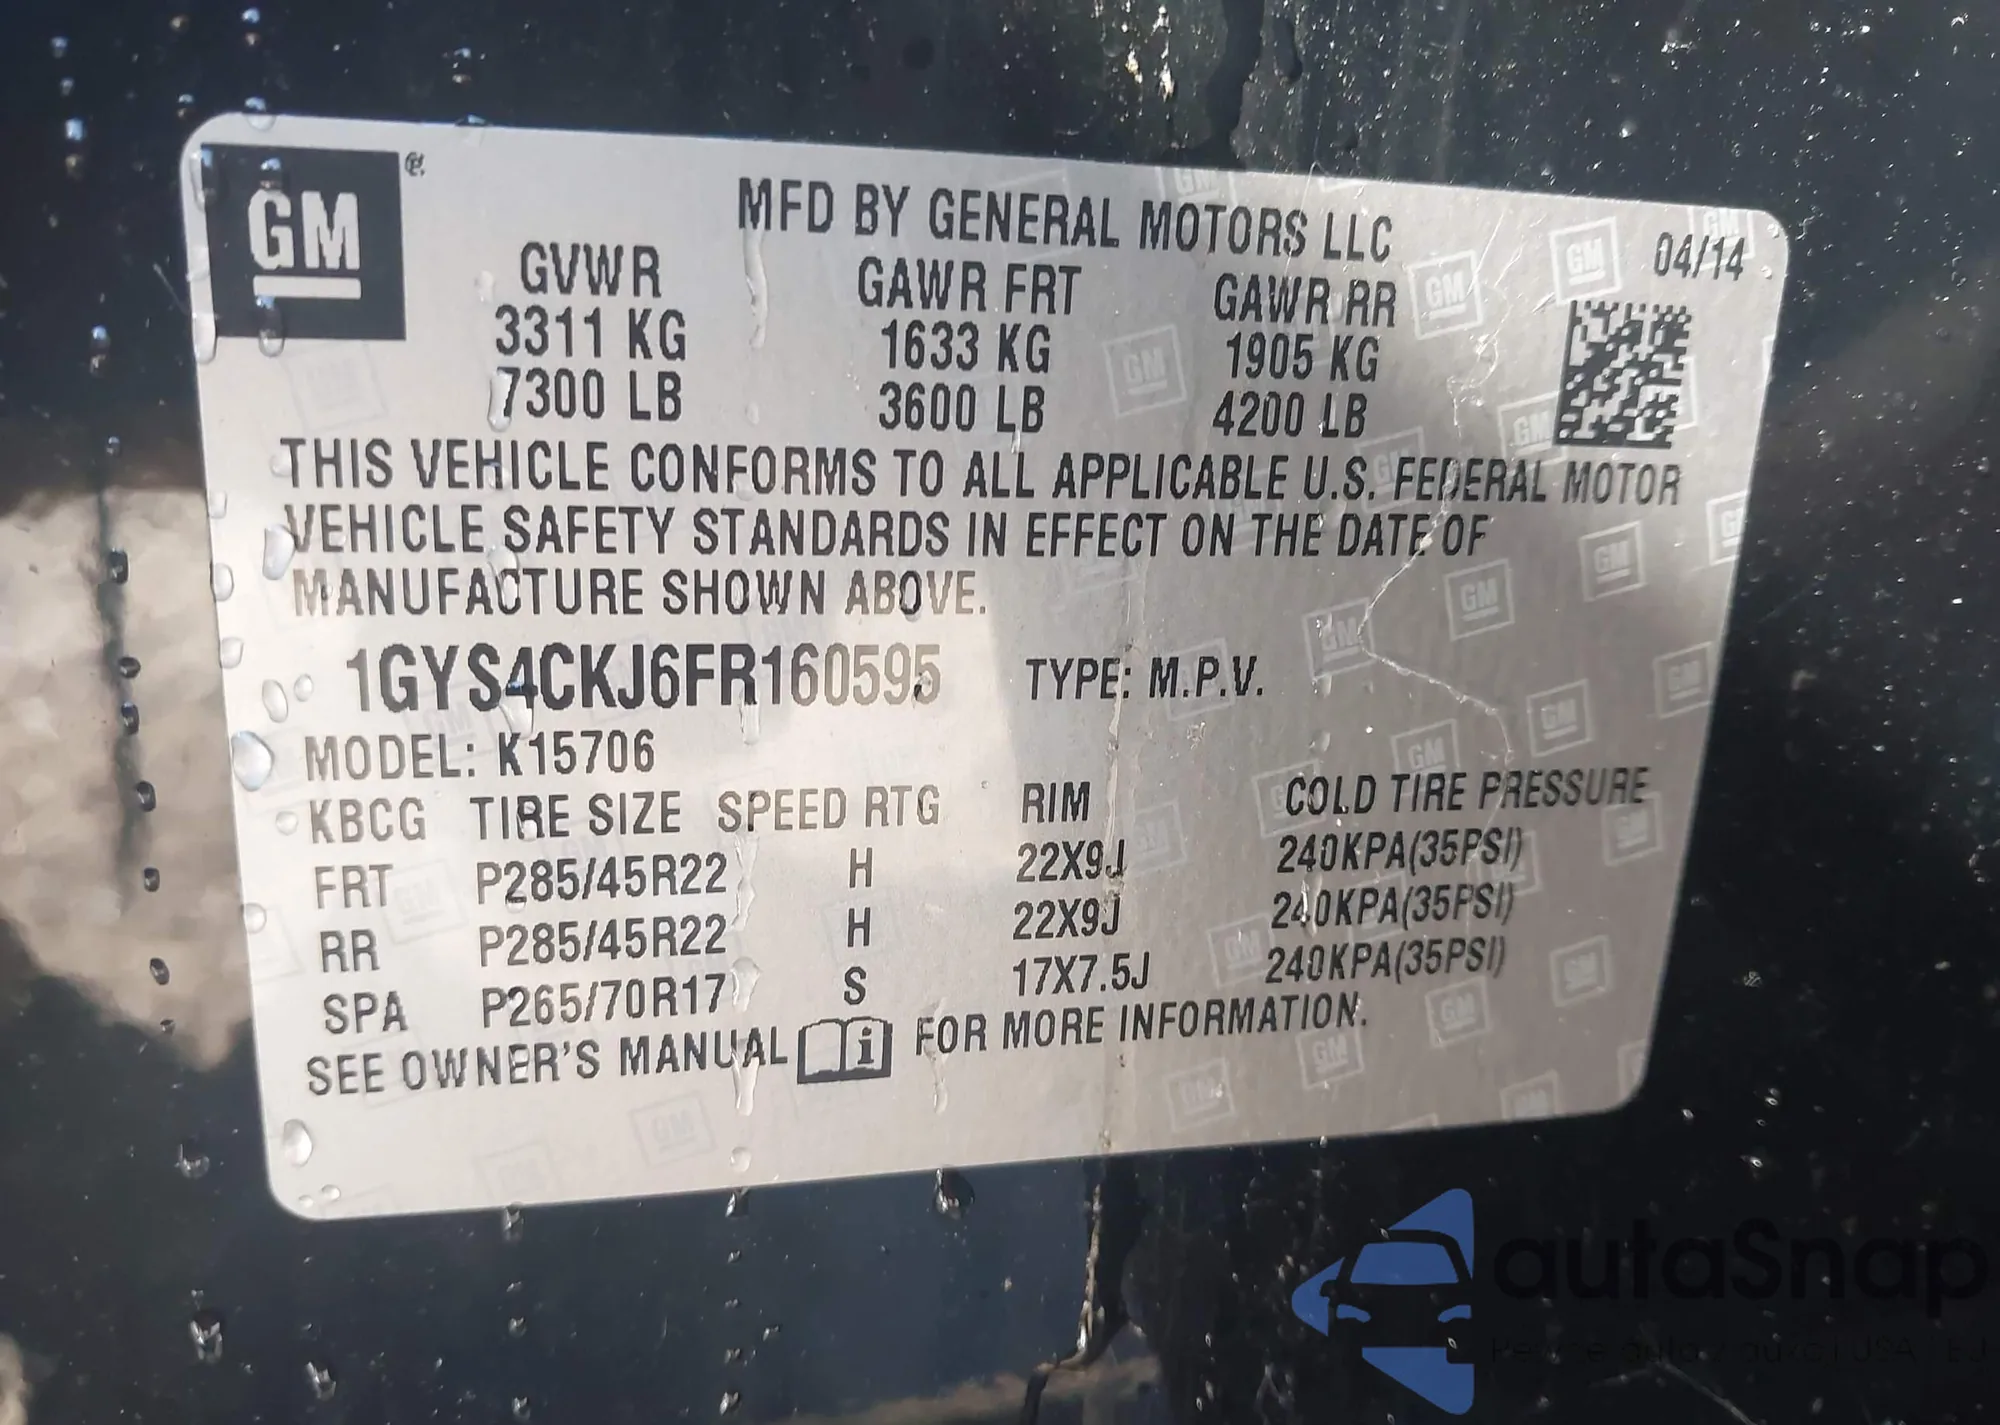 GM
MFD BY GENERAL MOTORS LLC
04/14
GVWR GAWR FRT GAWR RR
3311 KG 1633 KG 1905 KG
7300 LB 3600 LB 4200 LB
THIS VEHICLE CONFORMS TO ALL APPLICABLE U.S. FEDERAL MOTOR
VEHICLE SAFETY STANDARDS IN EFFECT ON THE DATE OF
MANUFACTURE SHOWN ABOVE.
1GYS4CKJ6FR160595 TYPE: M.P.V.
MODEL: K15706
KBCG TIRE SIZE SPEED RTG RIM COLD TIRE PRESSURE
FRT P285/45R22 H 22X9J 240KPA(35PSI)
RR P285/45R22 H 22X9J 240KPA(35PSI)
SPA P265/70R17 S 17X7.5J 240KPA(35PSI)
SEE OWNER'S MANUAL i FOR MORE INFORMATION.
autaSnap